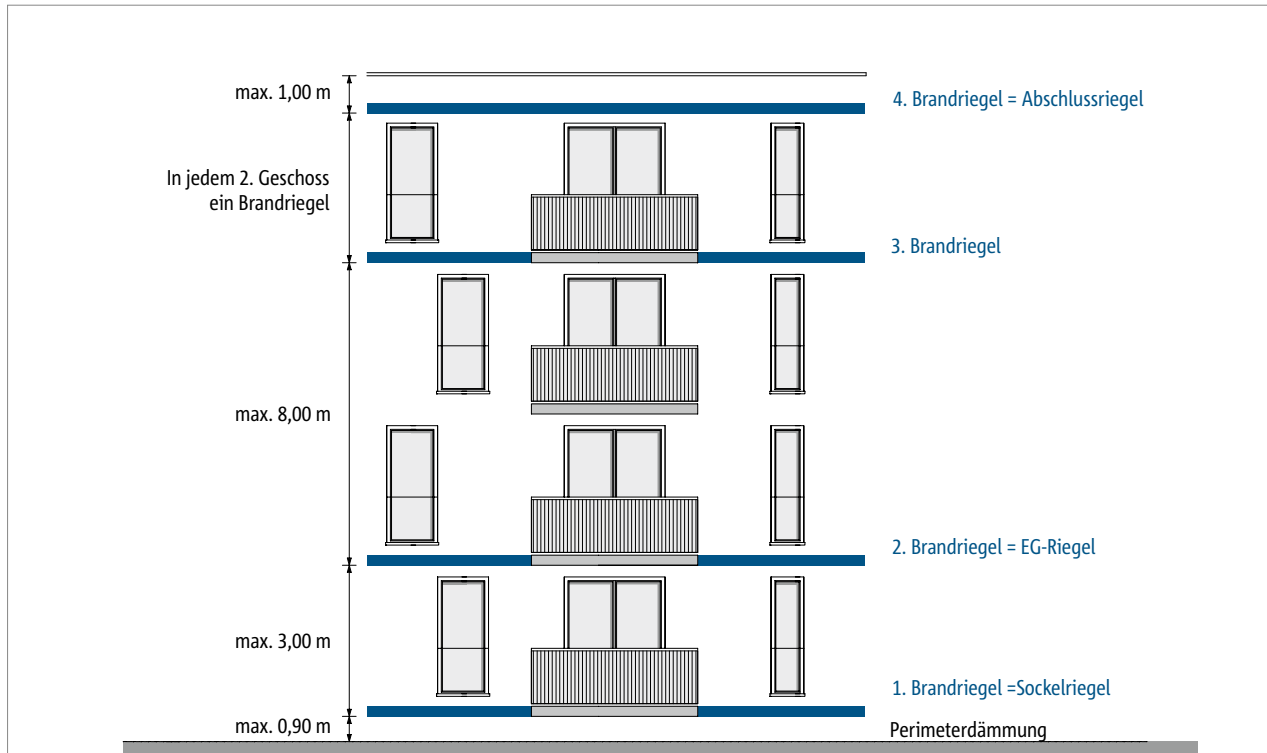 max. 1,00 m
4. Brandriegel = Abschlussriegel
In jedem 2. Geschoss
ein Brandriegel
3. Brandriegel
max. 8,00 m
2. Brandriegel = EG-Riegel
max. 3,00 m
1. Brandriegel =Sockelriegel
max. 0,90 m
Perimeterdämmung